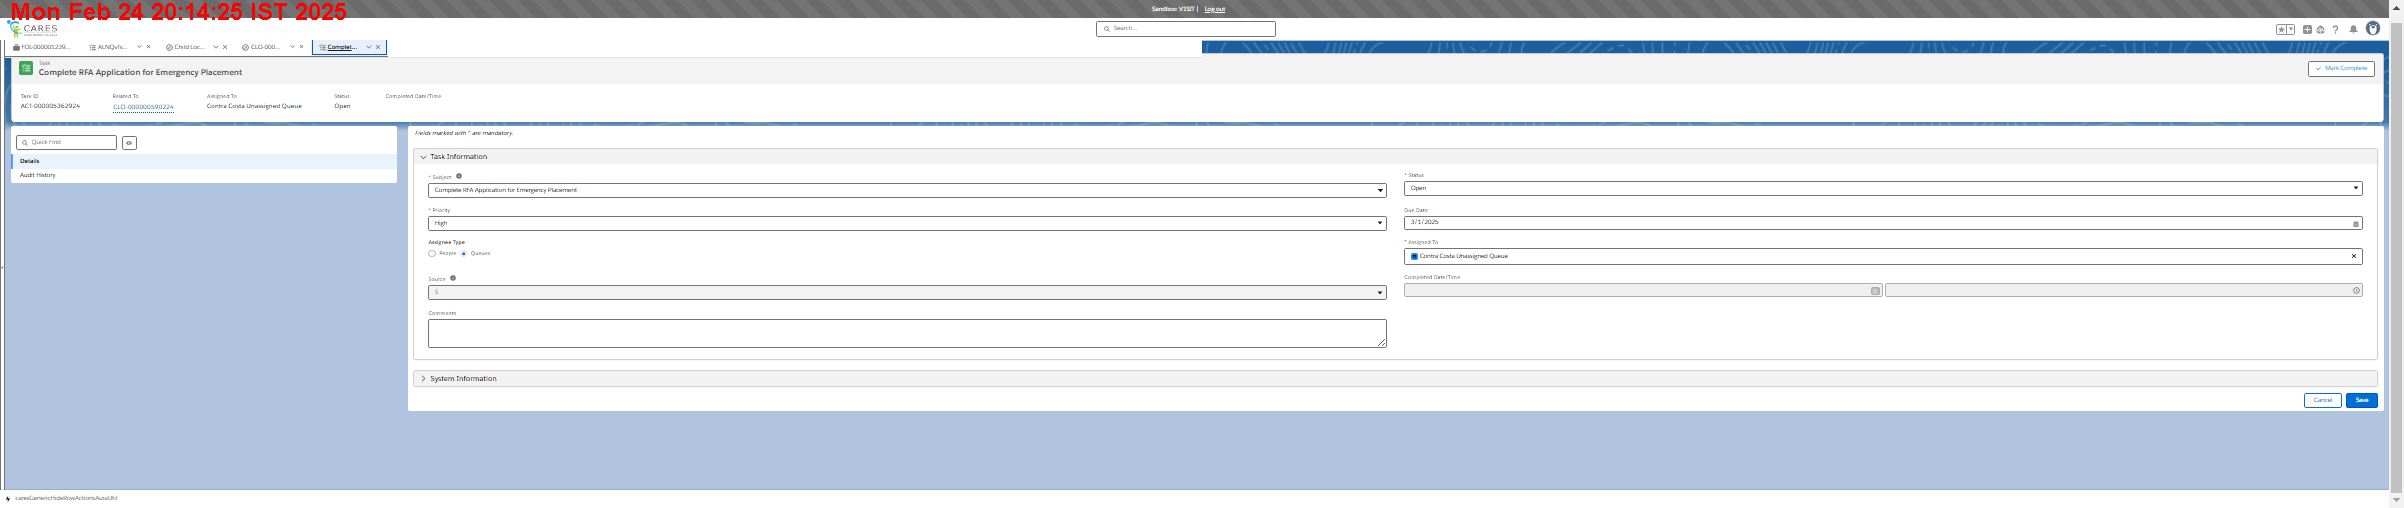 Mon Feb 24 20:14:25 IST 2025
Sandbox: V1SIT | Log out
CARES
Search...
FOL-000001239...
ALNQvls...
Child Loc...
CLO-000...
Complet...
Task
Complete RFA Application for Emergency Placement
Mark Complete
Task ID
ACT-000005362924
Related To
CLO-000000590224
Assigned To
Contra Costa Unassigned Queue
Status
Open
Completed Date/Time
Quick Find
Details
Audit History
Fields marked with * are mandatory.
Task Information
* Subject
Complete RFA Application for Emergency Placement
* Status
Open
* Priority
High
Due Date
3/1/2025
Assignee Type
People Queues
* Assigned To
Contra Costa Unassigned Queue
Source
S
Completed Date/Time
Comments
System Information
Cancel
Save
caresGenericHideRowActionsAuraUtil